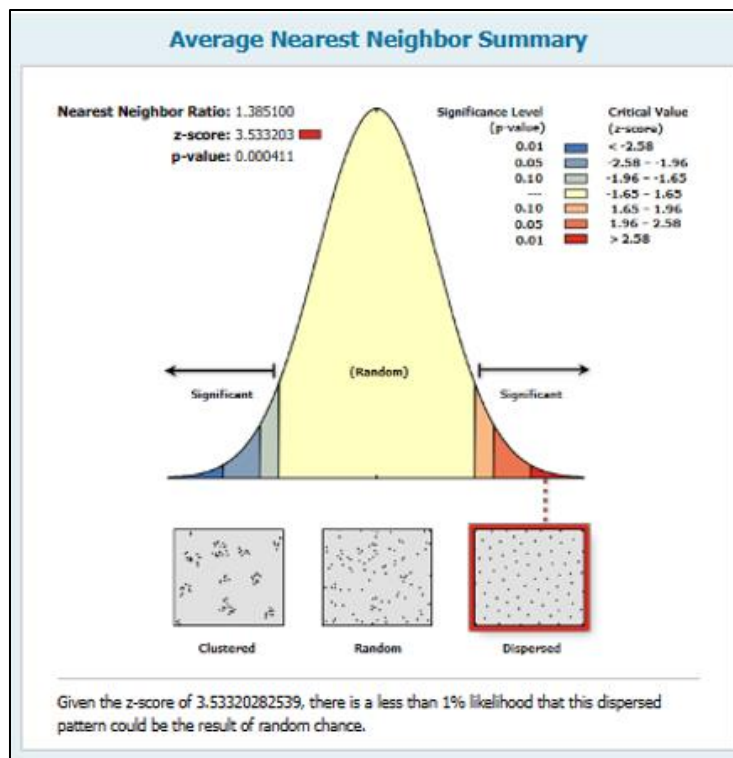 Average Nearest Neighbor Summary
Nearest Neighbor Ratio: 1.385100
z-score: 3.533203
p-value: 0.000411
Significance Level
(p-value)
Critical Value
(z-score)
0.01 < -2.58
0.05 -2.58 – -1.96
0.10 -1.96 – -1.65
--- -1.65 – 1.65
0.10 1.65 – 1.96
0.05 1.96 – 2.58
0.01 > 2.58
Significant
(Random)
Significant
Clustered
Random
Dispersed
Given the z-score of 3.53320282539, there is a less than 1% likelihood that this dispersed
pattern could be the result of random chance.